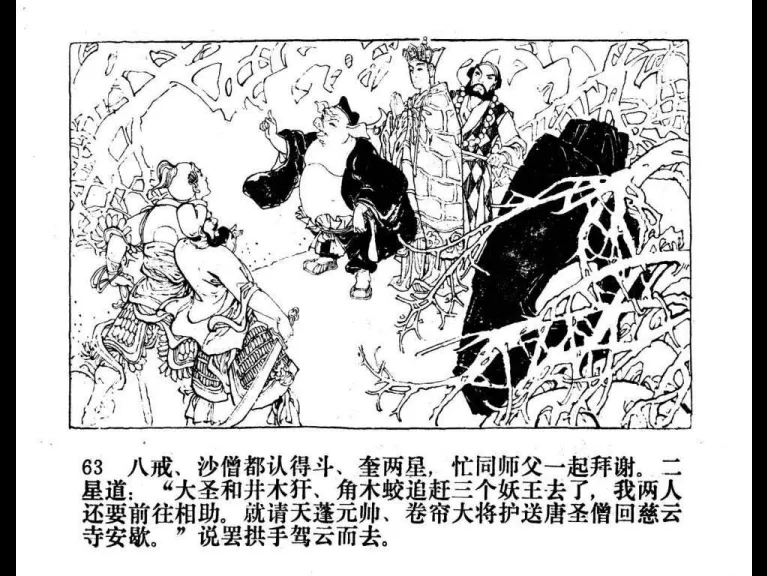 63 八戒、沙僧都认得斗、奎两星，忙同师父一起拜谢。二
星道：“大圣和井木犴、角木蛟追赶三个妖王去了，我两人
还要前往相助。就请天蓬元帅、卷帘大将护送唐圣僧回慈云
寺安歇。”说罢拱手驾云而去。